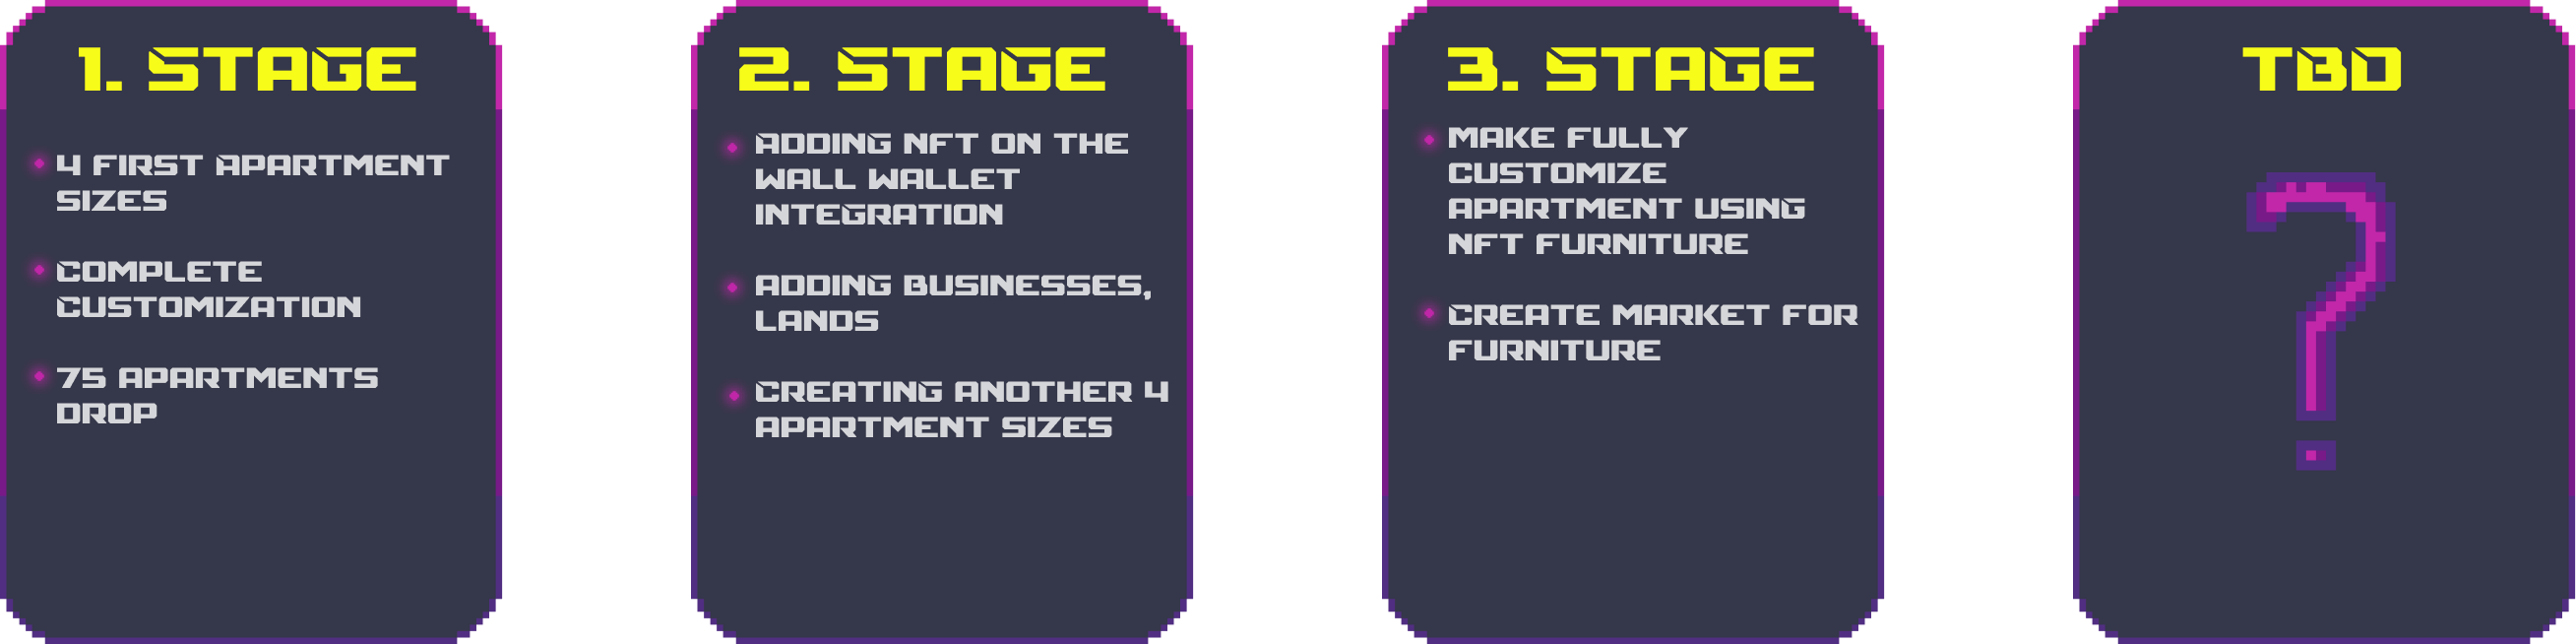 1. STAGE
4 FIRST APARTMENT
SIZES
COMPLETE
CUSTOMIZATION
75 APARTMENTS
DROP
2. STAGE
ADDING NFT ON THE
WALL WALLET
INTEGRATION
ADDING BUSINESSES,
LANDS
CREATING ANOTHER 4
APARTMENT SIZES
3. STAGE
MAKE FULLY
CUSTOMIZE
APARTMENT USING
NFT FURNITURE
CREATE MARKET FOR
FURNITURE
TBD
?